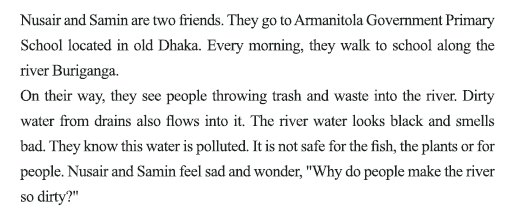 Nusair and Samin are two friends. They go to Armanitola Government Primary
School located in old Dhaka. Every morning, they walk to school along the
river Buriganga.
On their way, they see people throwing trash and waste into the river. Dirty
water from drains also flows into it. The river water looks black and smells
bad. They know this water is polluted. It is not safe for the fish, the plants or for
people. Nusair and Samin feel sad and wonder, "Why do people make the river
so dirty?"